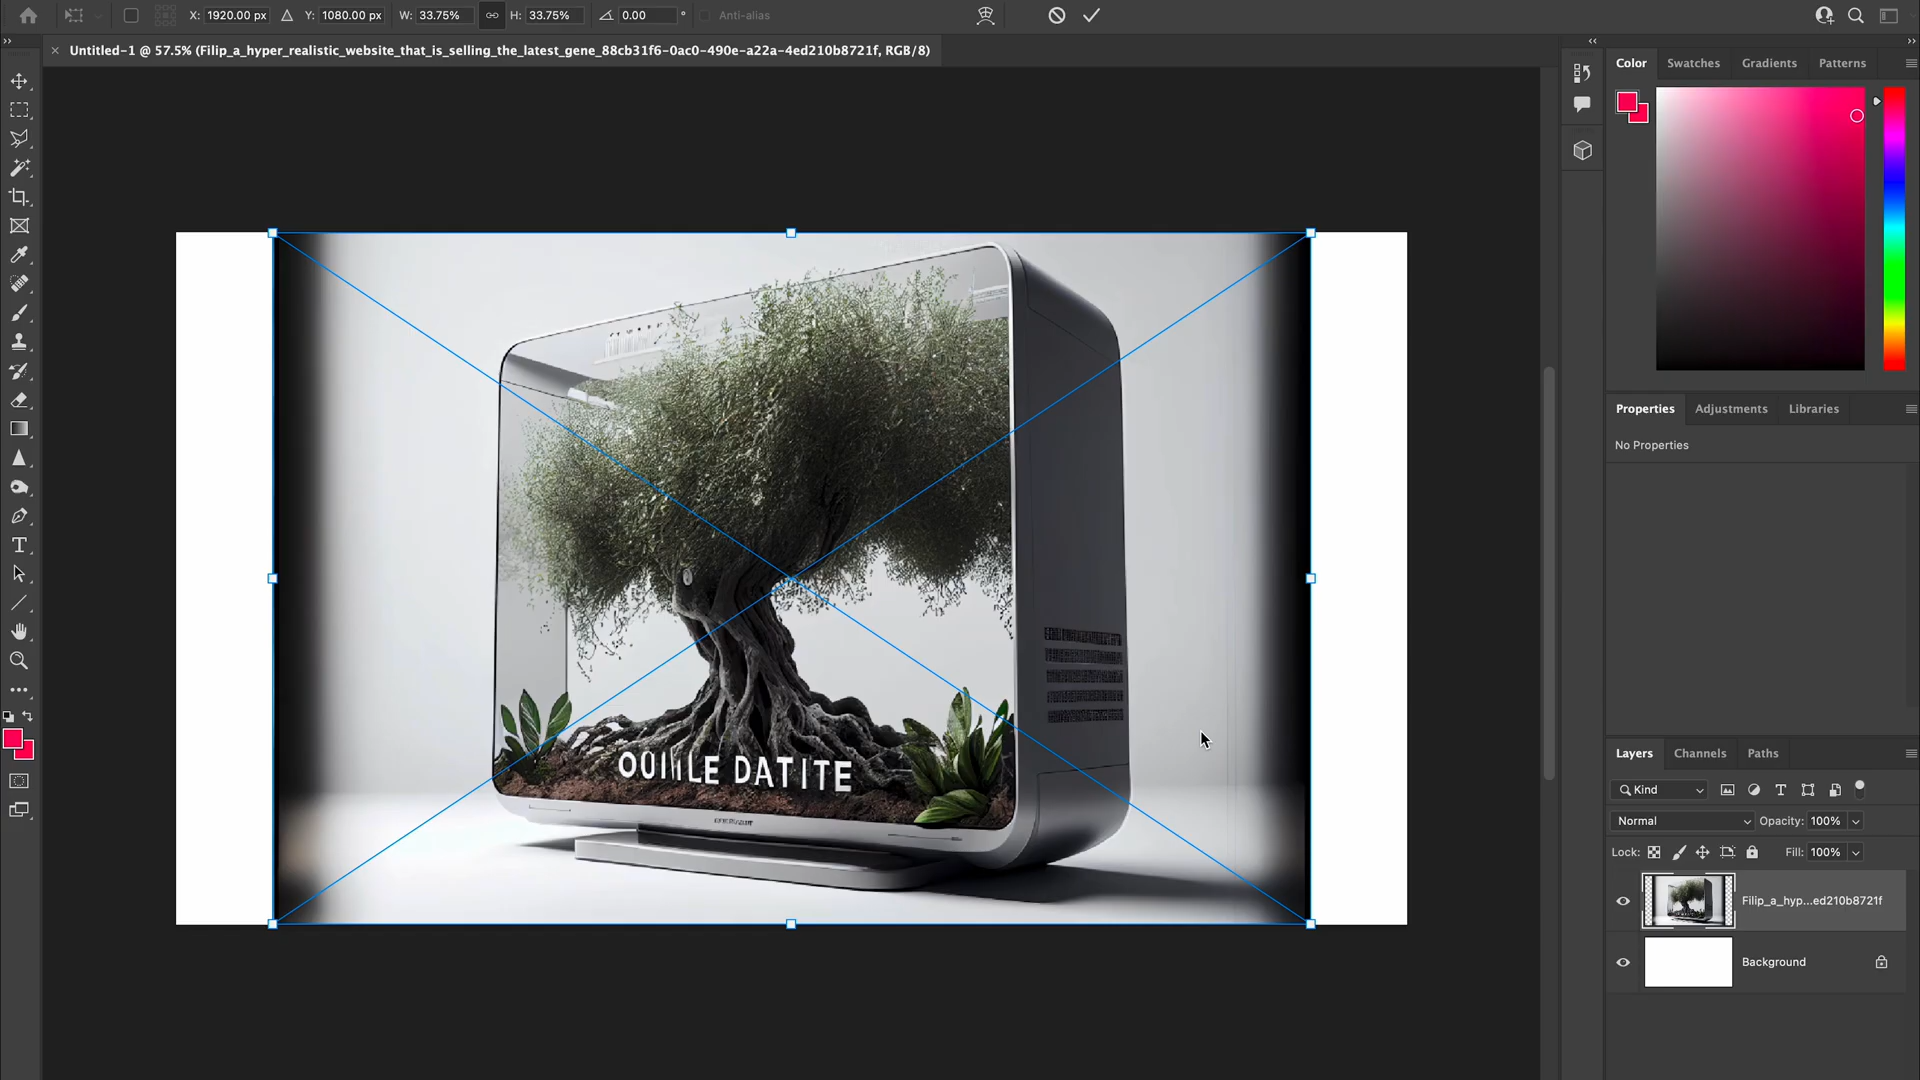 X: 1920.00 px Y: 1080.00 px W: 33.75% H: 33.75% 0.00 ° Anti-alias
Untitled-1 @ 57.5% (Filip_a_hyper_realistic_website_that_is_selling_the_latest_gene_88cb31f6-0ac0-490e-a22a-4ed210b8721f, RGB/8)
Color Swatches Gradients Patterns
Properties Adjustments Libraries
No Properties
DATITE
Layers Channels Paths
Kind
Normal Opacity: 100%
Lock: Fill: 100%
Filip_a_hyp...ed210b8721f
Background